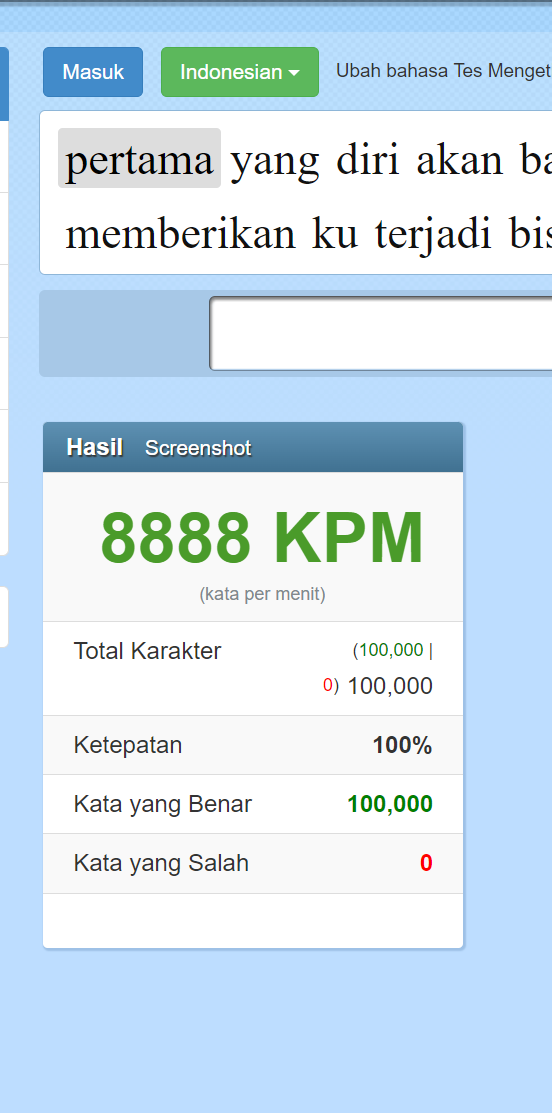 Masuk Indonesian Ubah bahasa Tes Menget
pertama yang diri akan
memberikan ku terjadi
Hasil Screenshot
8888 KPM
(kata per menit)
Total Karakter (100,000 |
0) 100,000
Ketepatan 100%
Kata yang Benar 100,000
Kata yang Salah 0